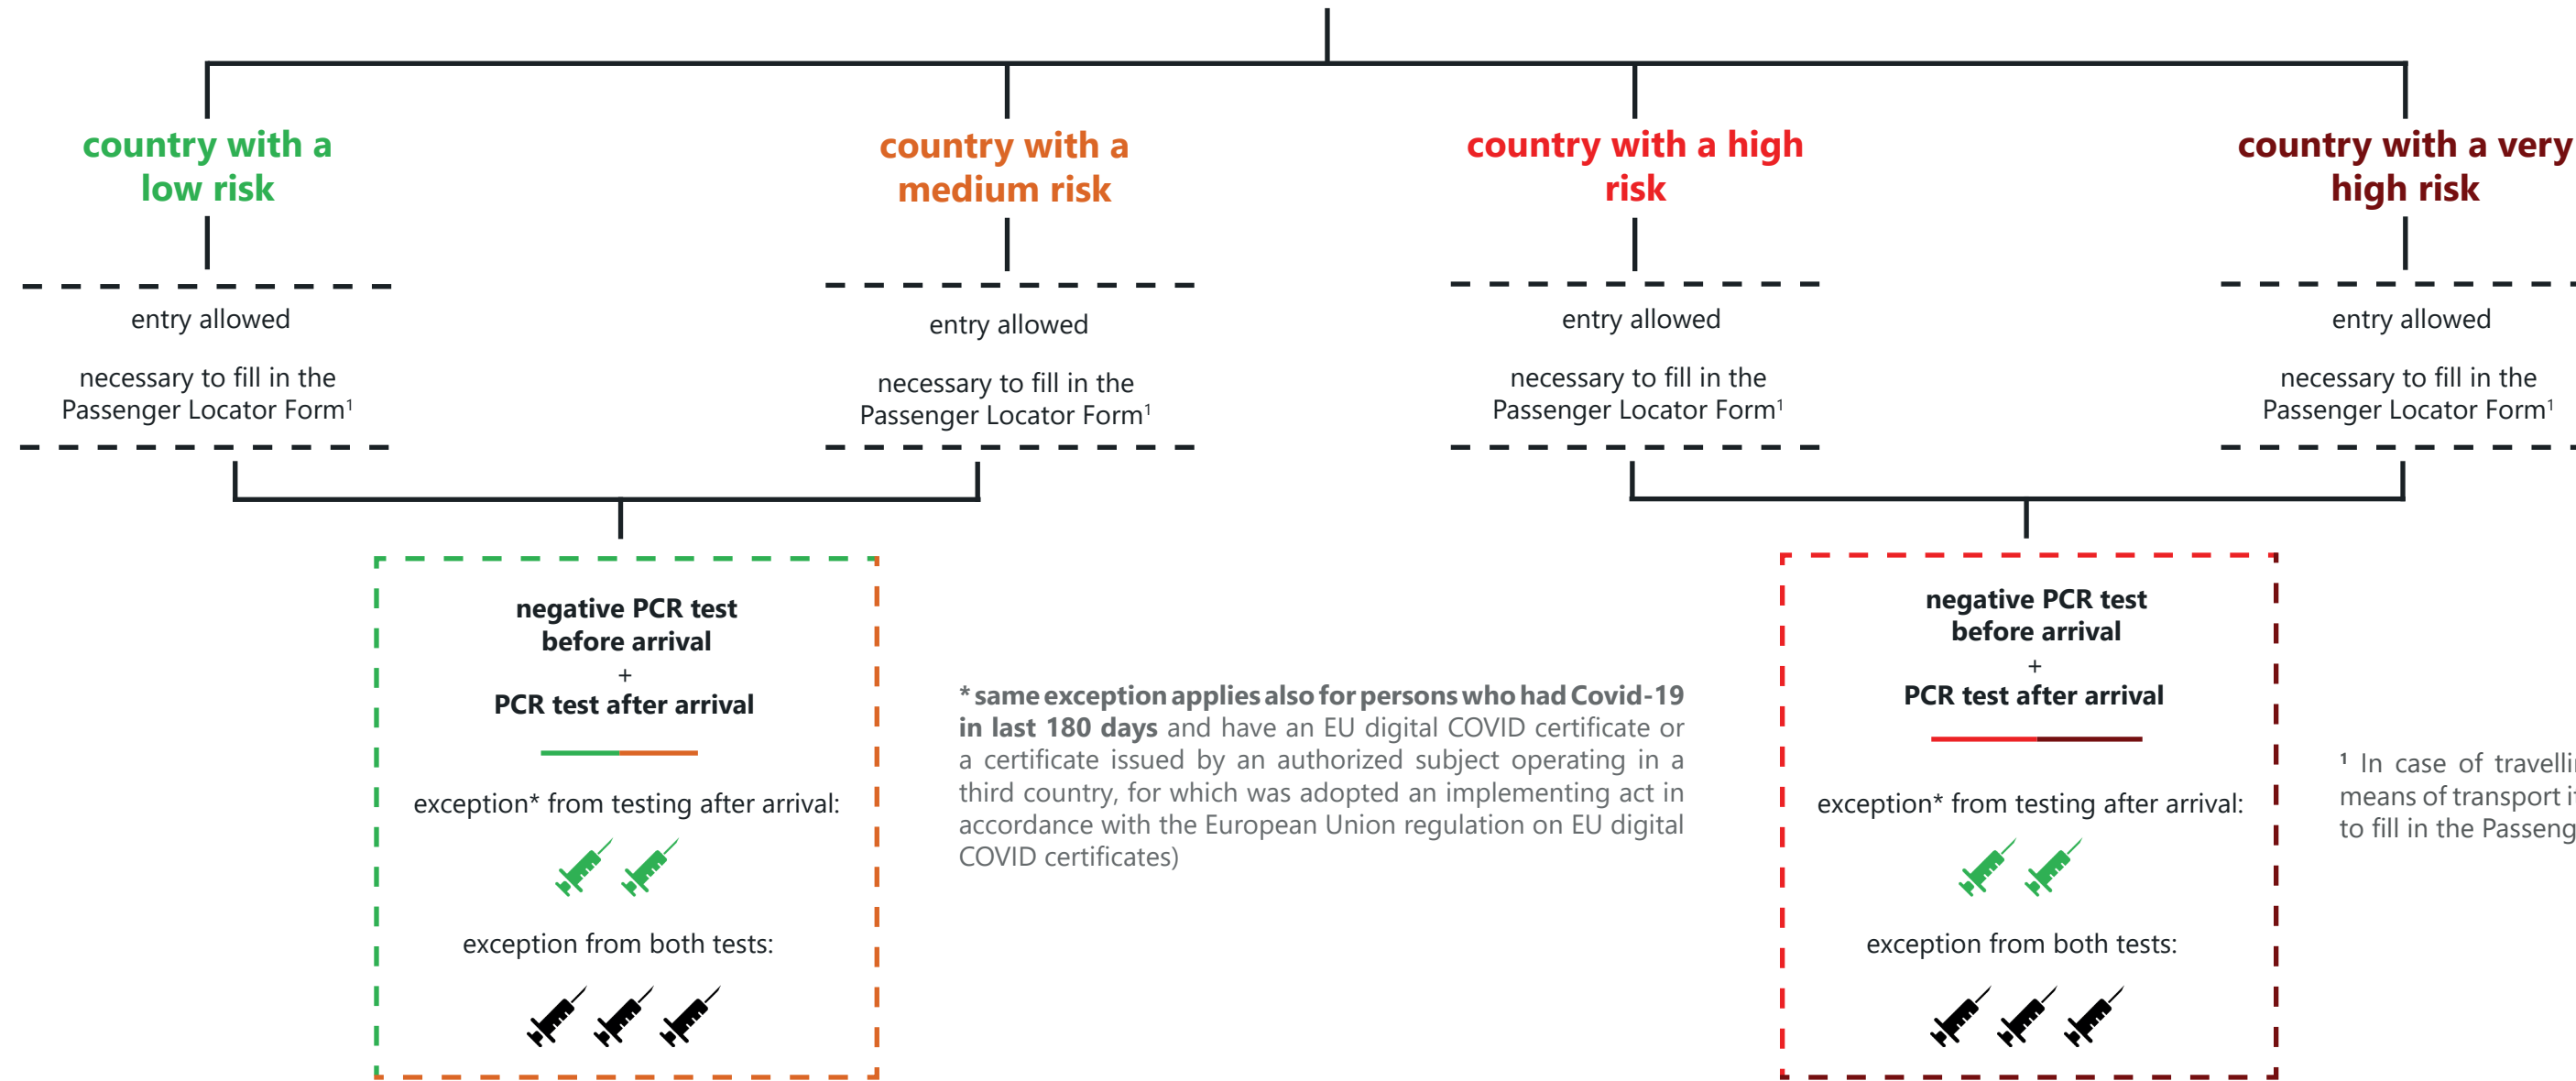 country with a
low risk
country with a
medium risk
country with a high
risk
country with a very
high risk
entry allowed
necessary to fill in the
Passenger Locator Form¹
entry allowed
necessary to fill in the
Passenger Locator Form¹
entry allowed
necessary to fill in the
Passenger Locator Form¹
entry allowed
necessary to fill in the
Passenger Locator Form¹
negative PCR test
before arrival
+
PCR test after arrival
exception* from testing after arrival:
exception from both tests:
* same exception applies also for persons who had Covid-19
in last 180 days and have an EU digital COVID certificate or
a certificate issued by an authorized subject operating in a
third country, for which was adopted an implementing act in
accordance with the European Union regulation on EU digital
COVID certificates)
negative PCR test
before arrival
+
PCR test after arrival
exception* from testing after arrival:
exception from both tests:
¹ In case of
means of transport
to fill in the